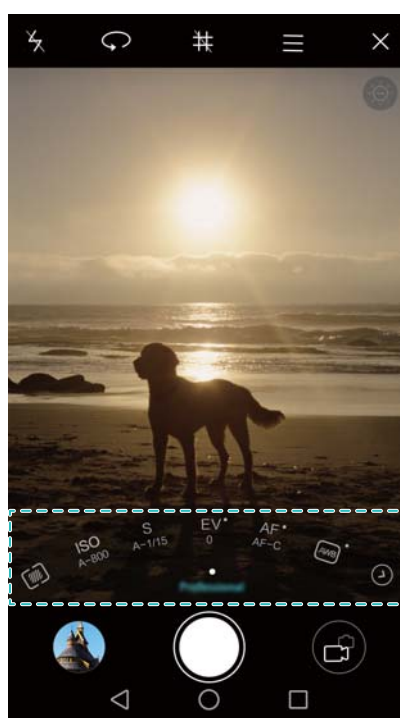 ISO
A-800
S
A-1/15
EV
0
AF
AF-C
AWB
Professional